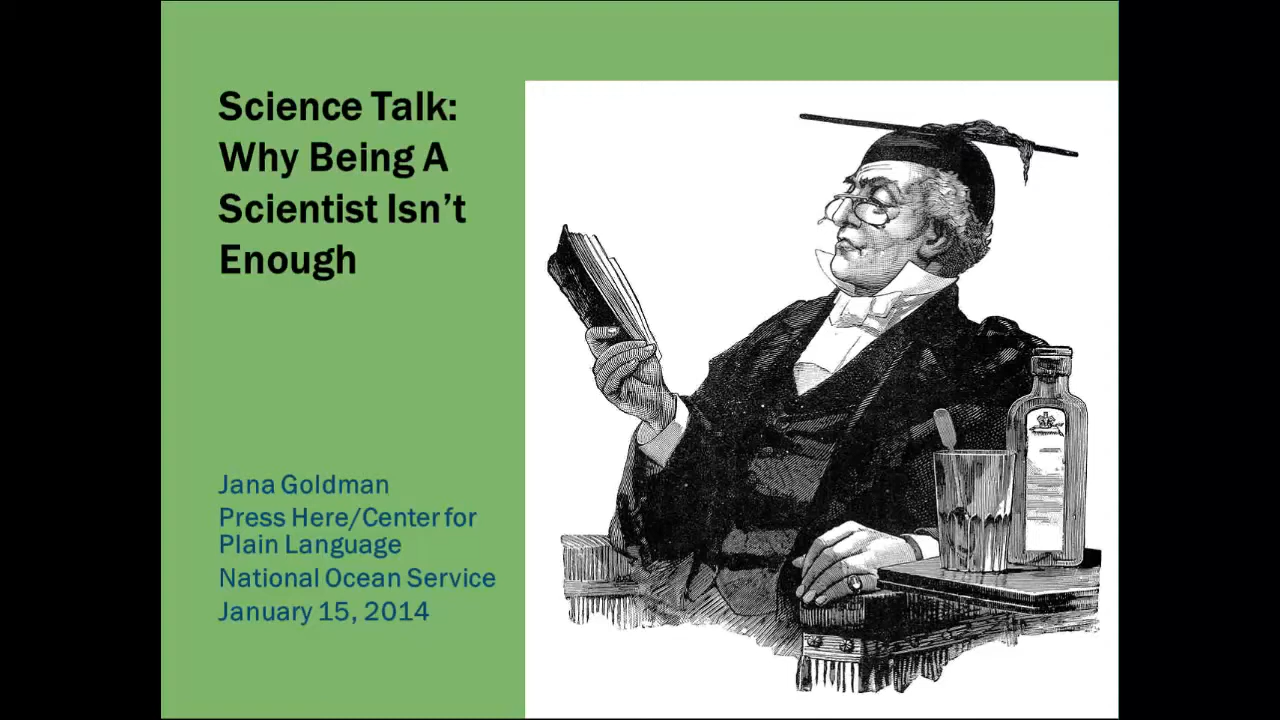 Science Talk:
Why Being A
Scientist Isn’t
Enough
Jana Goldman
Press Here/Center for
Plain Language
National Ocean Service
January 15, 2014